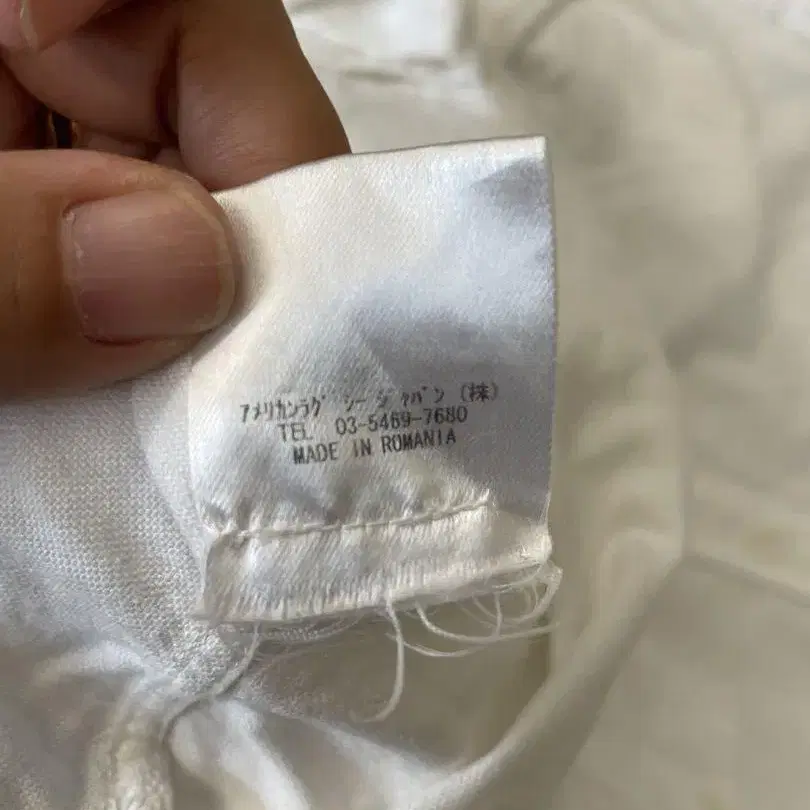 アメリカンラグ シー ジャパン (株)
TEL 03-5469-7680
MADE IN ROMANIA